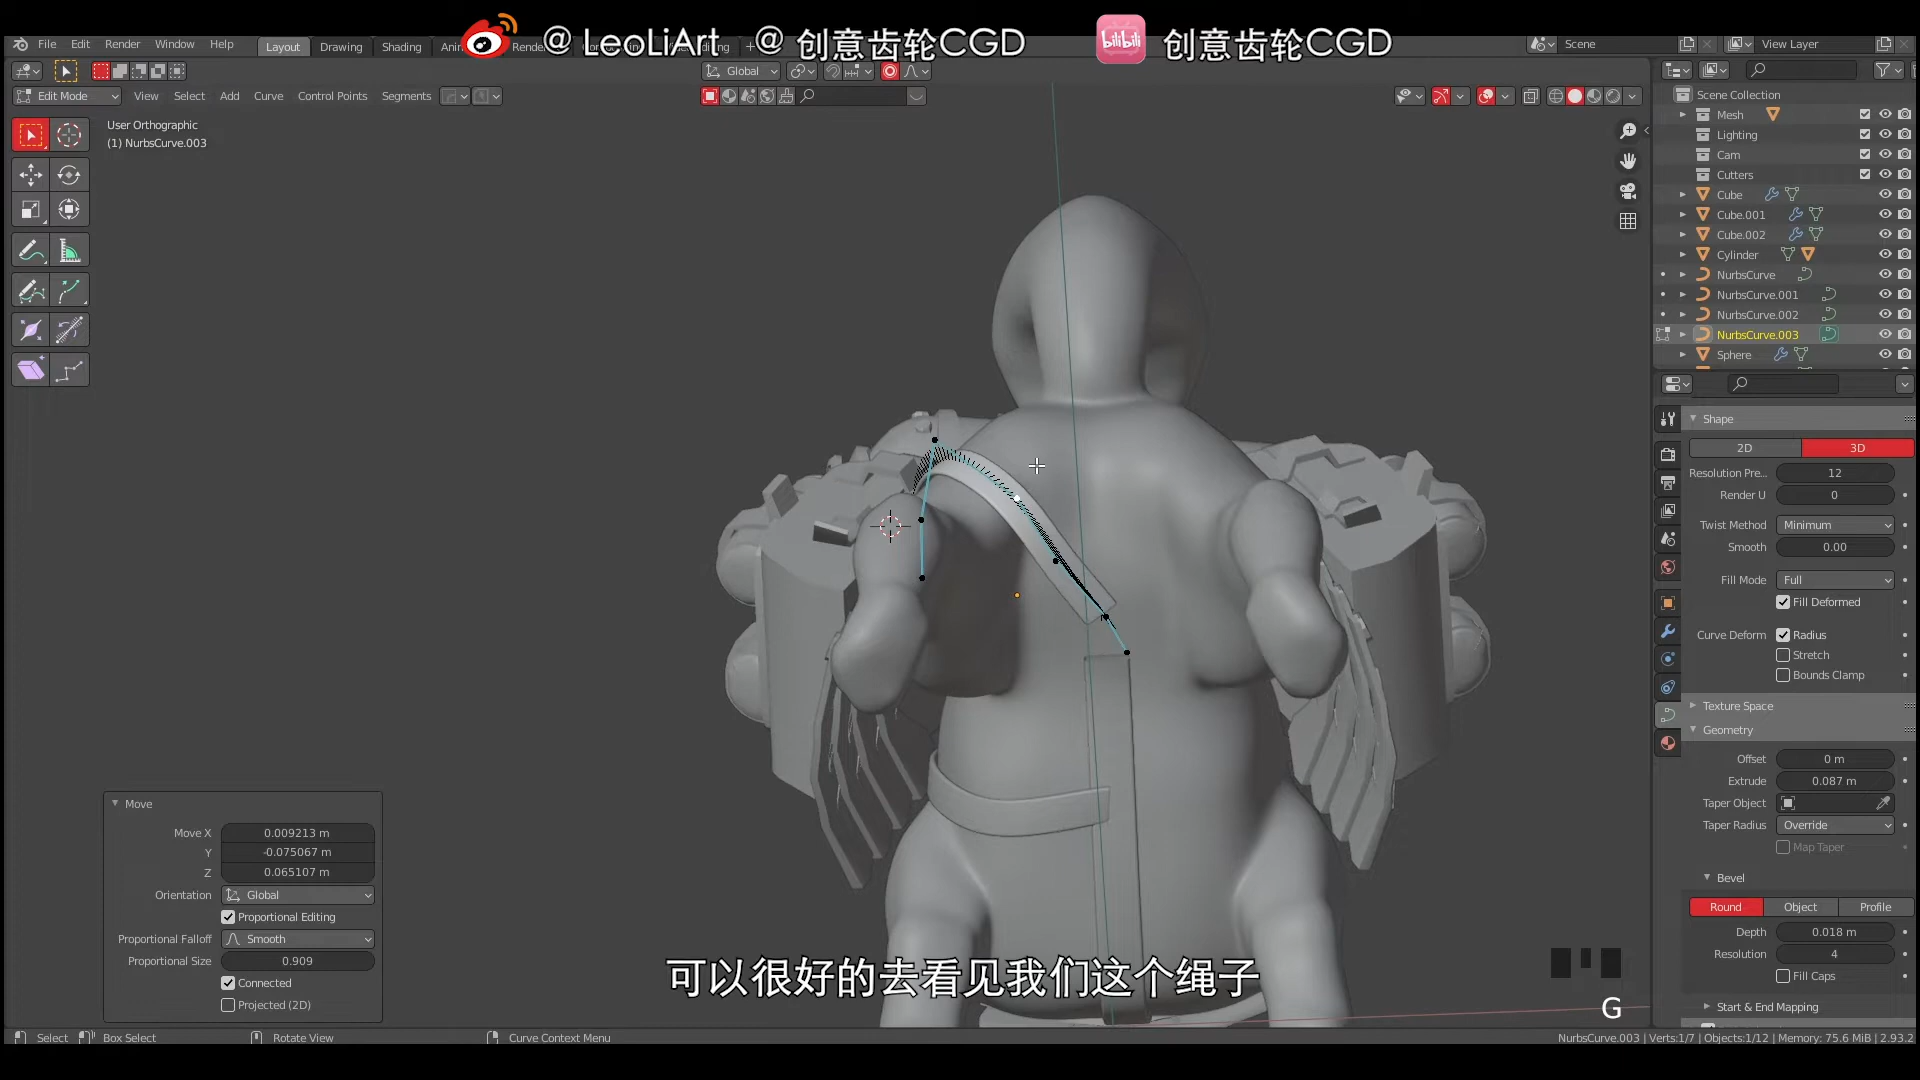 @ LeoLiArt @ 创意齿轮CGD 创意齿轮CGD
File Edit Render Window Help Layout Drawing Shading Scene View Layer
Global
Edit Mode View Select Add Curve Control Points Segments
User Orthographic
(1) NurbsCurve.003
Scene Collection
Mesh
Lighting
Cam
Cutters
Cube
Cube.001
Cube.002
Cylinder
NurbsCurve
NurbsCurve.001
NurbsCurve.002
NurbsCurve.003
Sphere
Shape
2D 3D
Resolution Pre... 12
Render U 0
Twist Method Minimum
Smooth 0.00
Fill Mode Full
Fill Deformed
Curve Deform Radius
Stretch
Bounds Clamp
Texture Space
Geometry
Offset 0 m
Extrude 0.087 m
Taper Object
Taper Radius Override
Map Taper
Bevel
Round Object Profile
Depth 0.018 m
Resolution 4
Fill Caps
Start & End Mapping
Move
Move X 0.009213 m
Y -0.075067 m
Z 0.065107 m
Orientation Global
Proportional Editing
Proportional Falloff Smooth
Proportional Size 0.909
Connected
Projected (2D)
可以很好的去看见我们这个绳子
G
Select Box Select Rotate View Curve Context Menu NurbsCurve.003 | Verts:1/7 | Objects:1/12 | Memory: 75.6 MiB | 2.93.2